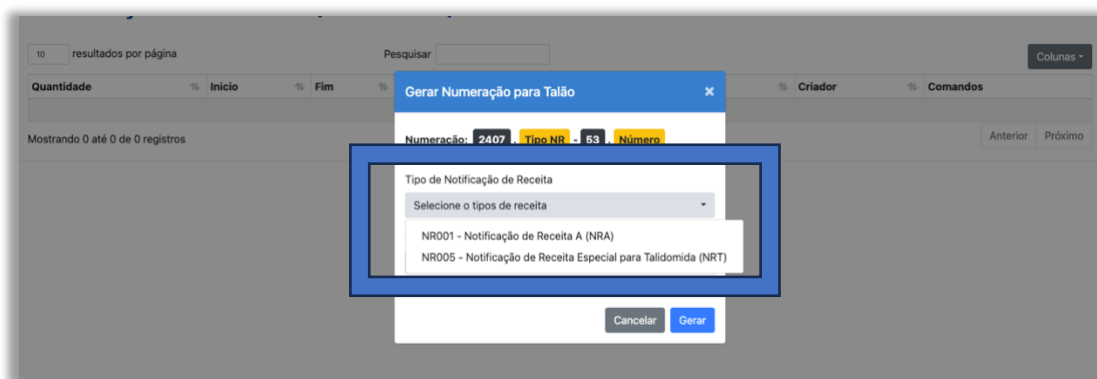 10 resultados por página
Pesquisar
Colunas
Quantidade Inicio Fim Criador Comandos
Mostrando 0 até 0 de 0 registros
Anterior Próximo
Gerar Numeração para Talão ×
Numeração: 2407 . Tipo NR - 53 . Número
Tipo de Notificação de Receita
Selecione o tipos de receita
NR001 - Notificação de Receita A (NRA)
NR005 - Notificação de Receita Especial para Talidomida (NRT)
Cancelar Gerar